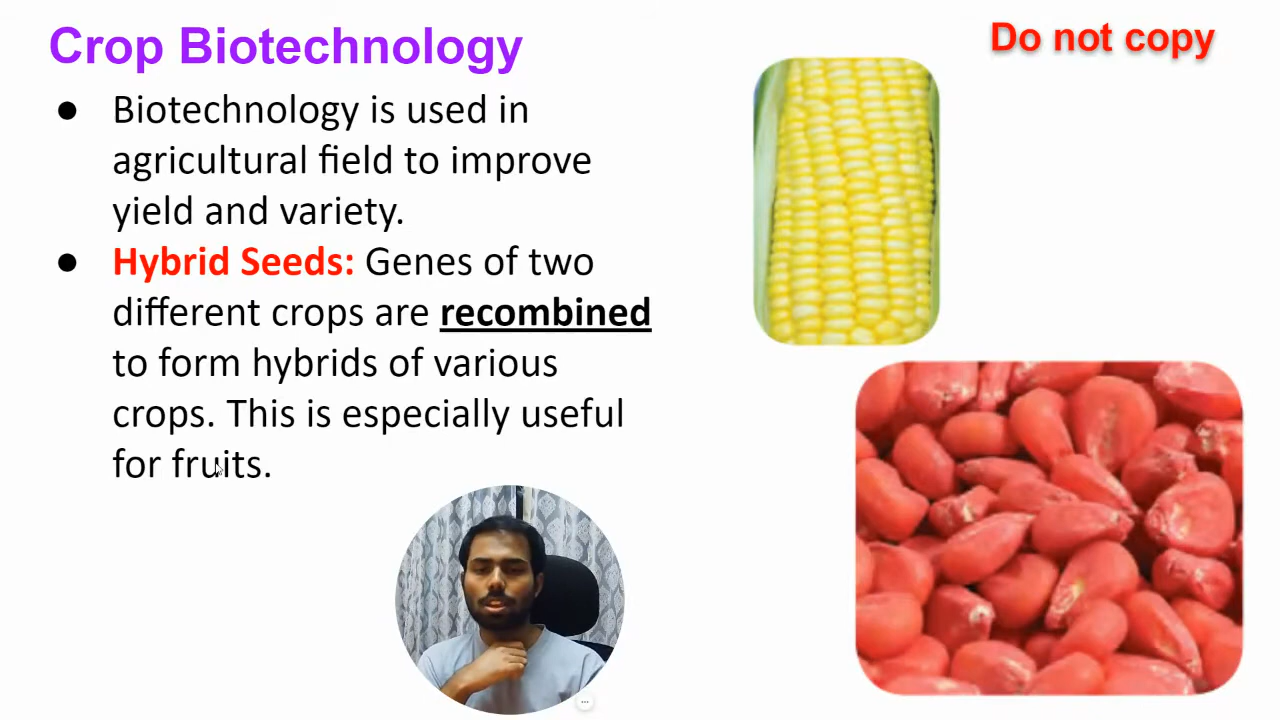 Crop Biotechnology
Do not copy
● Biotechnology is used in
agricultural field to improve
yield and variety.
● Hybrid Seeds: Genes of two
different crops are recombined
to form hybrids of various
crops. This is especially useful
for fruits.